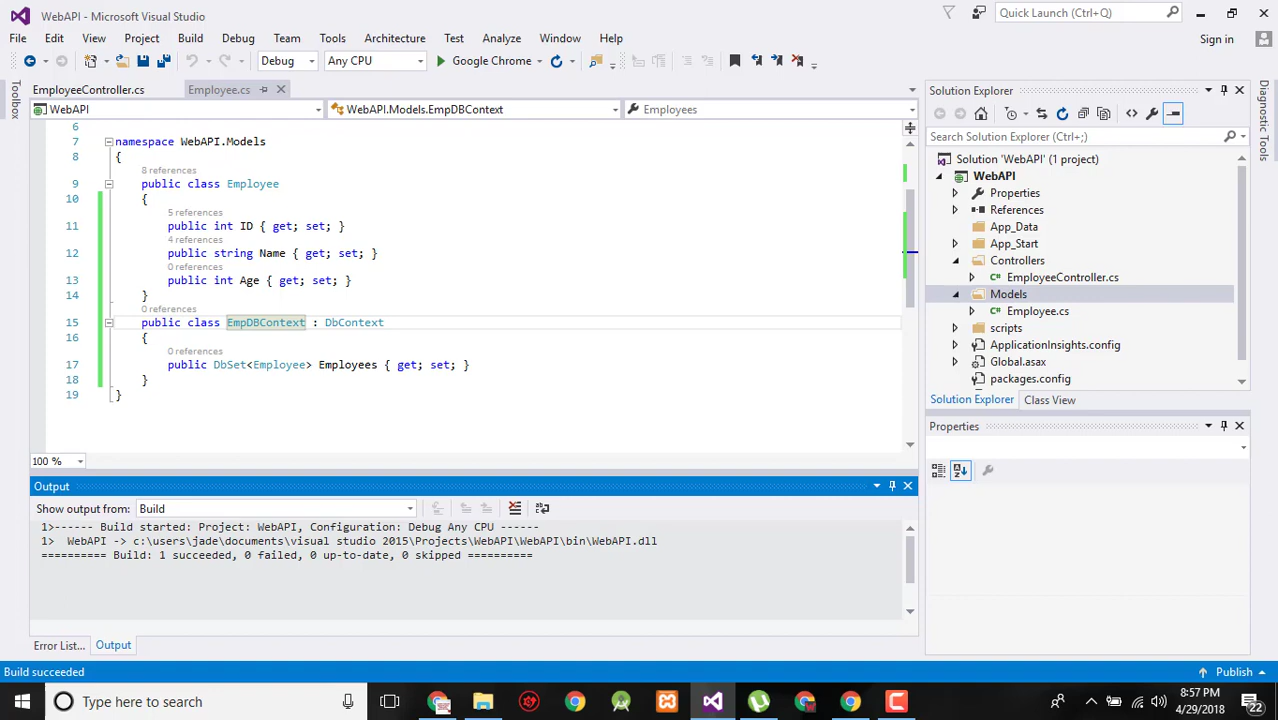 WebAPI - Microsoft Visual Studio
Quick Launch (Ctrl+Q)
File Edit View Project Build Debug Team Tools Architecture Test Analyze Window Help
Sign in
Debug Any CPU Google Chrome
Toolbox
EmployeeController.cs Employee.cs
WebAPI WebAPI.Models.EmpDBContext Employees
6
7 namespace WebAPI.Models
8 {
8 references
9 public class Employee
10 {
5 references
11 public int ID { get; set; }
4 references
12 public string Name { get; set; }
0 references
13 public int Age { get; set; }
14 }
0 references
15 public class EmpDBContext : DbContext
16 {
0 references
17 public DbSet<Employee> Employees { get; set; }
18 }
19 }
100 %
Output
Show output from: Build
1>------ Build started: Project: WebAPI, Configuration: Debug Any CPU ------
1> WebAPI -> c:\users\jade\documents\visual studio 2015\Projects\WebAPI\WebAPI\bin\WebAPI.dll
========== Build: 1 succeeded, 0 failed, 0 up-to-date, 0 skipped ==========
Error List... Output
Solution Explorer
Search Solution Explorer (Ctrl+;)
Solution 'WebAPI' (1 project)
WebAPI
Properties
References
App_Data
App_Start
Controllers
C# EmployeeController.cs
Models
C# Employee.cs
scripts
ApplicationInsights.config
Global.asax
packages.config
Solution Explorer Class View
Properties
Diagnostic Tools
Build succeeded
Publish
Type here to search
8:57 PM
4/29/2018
22